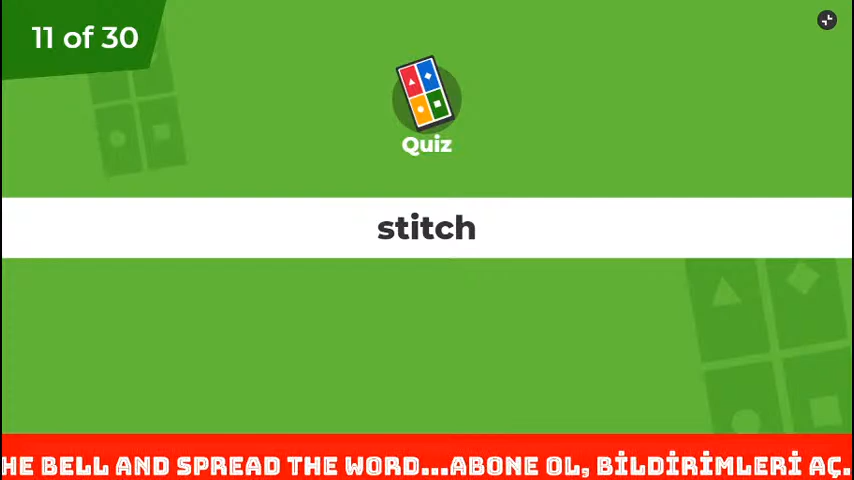 11 of 30
Quiz
stitch
HE BELL AND SPREAD THE WORD...ABONE OL, BİLDİRİMLERİ AÇ.